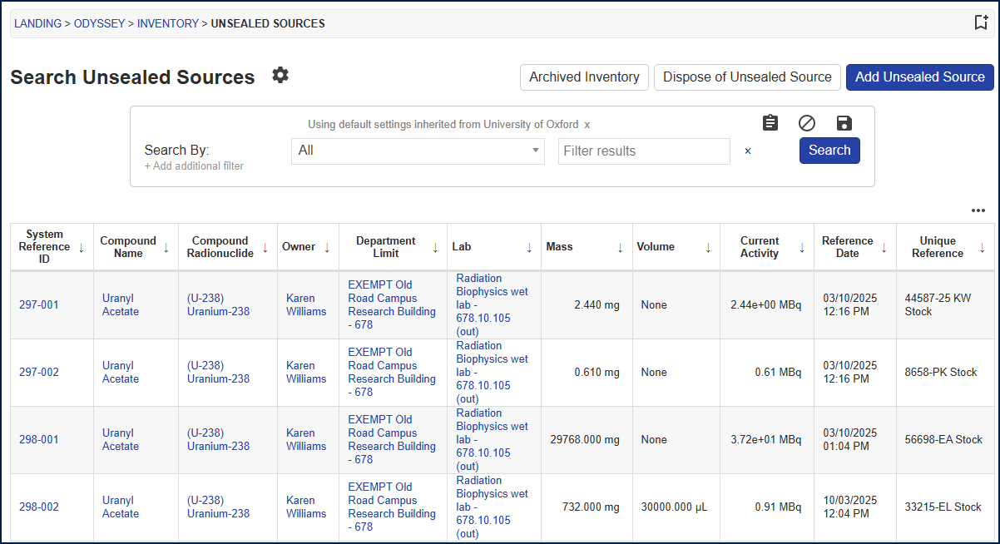 LANDING > ODYSSEY > INVENTORY > UNSEALED SOURCES
Search Unsealed Sources
Archived Inventory
Dispose of Unsealed Source
Add Unsealed Source
Using default settings inherited from University of Oxford x
Search By:
All
Filter results
×
Search
+ Add additional filter
System
Reference
ID
↓
Compound
Name
↓
Compound
Radionuclide
↓
Owner ↓
Department
Limit
↓
Lab ↓
Mass ↓
Volume ↓
Current
Activity
↓
Reference
Date
↓
Unique
Reference
↓
297-001
Uranyl
Acetate
(U-238)
Uranium-238
Karen
Williams
EXEMPT Old
Road Campus
Research Building
- 678
Radiation
Biophysics wet
lab -
678.10.105
(out)
2.440 mg
None
2.44e+00 MBq
03/10/2025
12:16 PM
44587-25 KW
Stock
297-002
Uranyl
Acetate
(U-238)
Uranium-238
Karen
Williams
EXEMPT Old
Road Campus
Research Building
- 678
Radiation
Biophysics wet
lab -
678.10.105
(out)
0.610 mg
None
0.61 MBq
03/10/2025
12:16 PM
8658-PK Stock
298-001
Uranyl
Acetate
(U-238)
Uranium-238
Karen
Williams
EXEMPT Old
Road Campus
Research Building
- 678
Radiation
Biophysics wet
lab -
678.10.105
(out)
29768.000 mg
None
3.72e+01 MBq
03/10/2025
01:04 PM
56698-EA Stock
298-002
Uranyl
Acetate
(U-238)
Uranium-238
Karen
Williams
EXEMPT Old
Road Campus
Research Building
- 678
Radiation
Biophysics wet
lab -
678.10.105
(out)
732.000 mg
30000.000 µL
0.91 MBq
10/03/2025
12:04 PM
33215-EL Stock